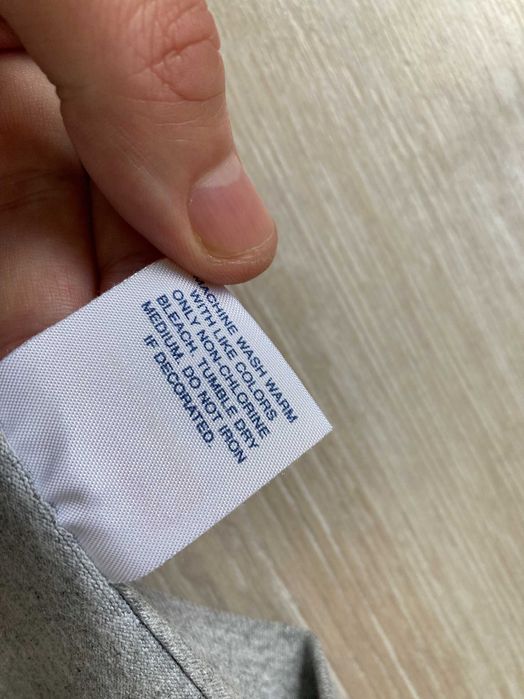 MACHINE WASH WARM
WITH LIKE COLORS
ONLY NON-CHLORINE
BLEACH. TUMBLE DRY
MEDIUM. DO NOT IRON
IF DECORATED